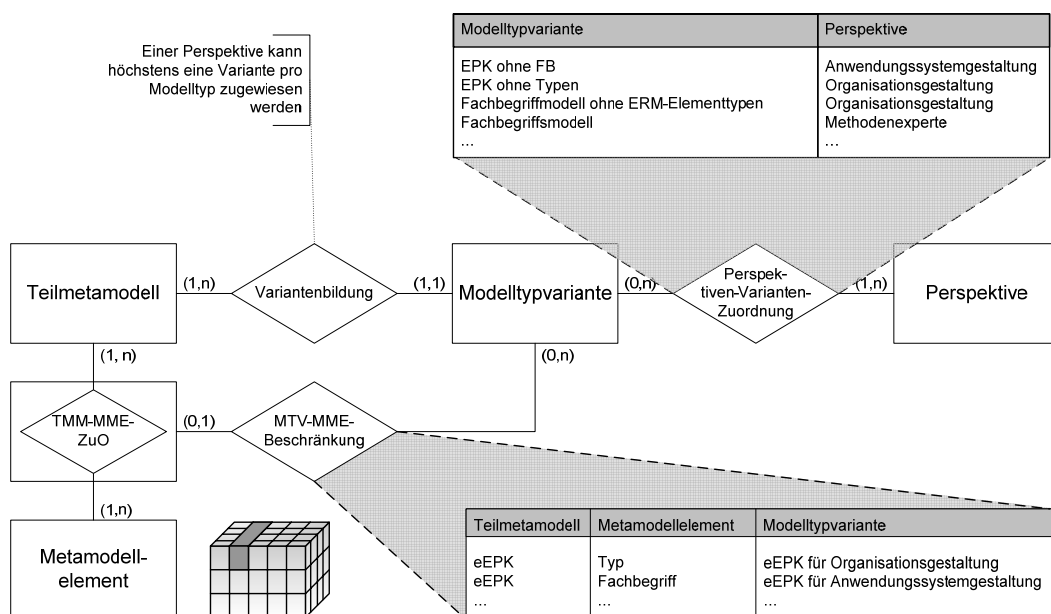 Einer Perspektive kann
höchstens eine Variante pro
Modelltyp zugewiesen
werden
Modelltypvariante Perspektive
EPK ohne FB Anwendungssystemgestaltung
EPK ohne Typen Organisationsgestaltung
Fachbegriffmodell ohne ERM-Elementtypen Organisationsgestaltung
Fachbegriffsmodell Methodenexperte
... ...
Teilmetamodell (1,n) Variantenbildung (1,1) Modelltypvariante (0,n) Perspek-
tiven-Varianten-
Zuordnung (1,n) Perspektive
(1, n) (0,n)
TMM-MME-
ZuO (0,1) MTV-MME-
Beschränkung
(1,n)
Metamodell-
element
Teilmetamodell Metamodellelement Modelltypvariante
eEPK Typ eEPK für Organisationsgestaltung
eEPK Fachbegriff eEPK für Anwendungssystemgestaltung
... ... ...